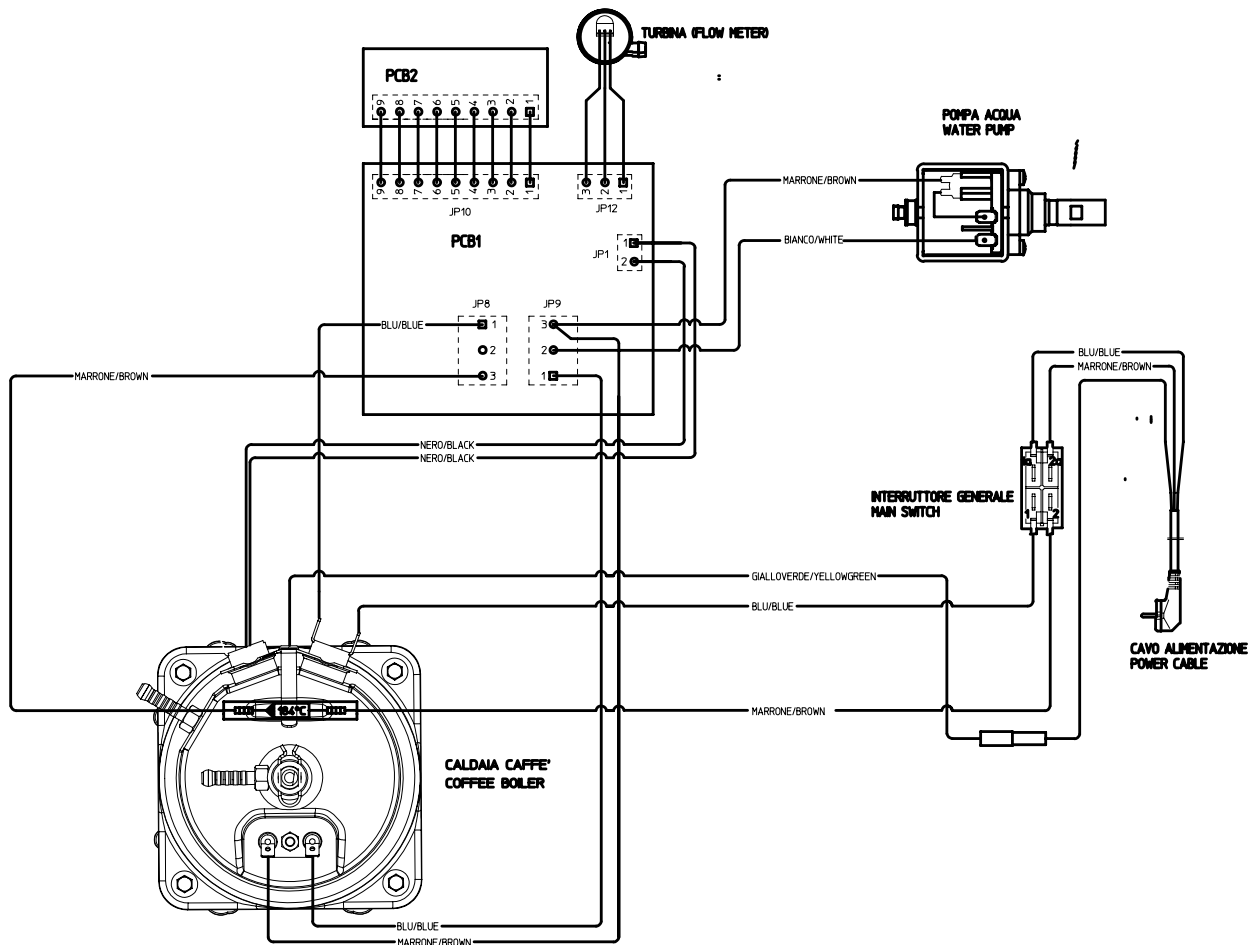 TURBINA (FLOW METER)
:
PCB2
9 8 7 6 5 4 3 2 1
POMPA ACQUA
WATER PUMP
MARRONE/BROWN
9 8 7 6 5 4 3 2 1
3 2 1
JP10
JP12
PCB1
BIANCO/WHITE
1
JP1
2
JP8
JP9
BLU/BLUE
1
3
2
2
3
1
MARRONE/BROWN
BLU/BLUE
MARRONE/BROWN
NERO/BLACK
NERO/BLACK
1a 2a
INTERRUTTORE GENERALE
MAIN SWITCH
1 2
GIALLOVERDE/YELLOWGREEN
BLU/BLUE
CAVO ALIMENTAZIONE
POWER CABLE
184°C
MARRONE/BROWN
CALDAIA CAFFE'
COFFEE BOILER
BLU/BLUE
MARRONE/BROWN